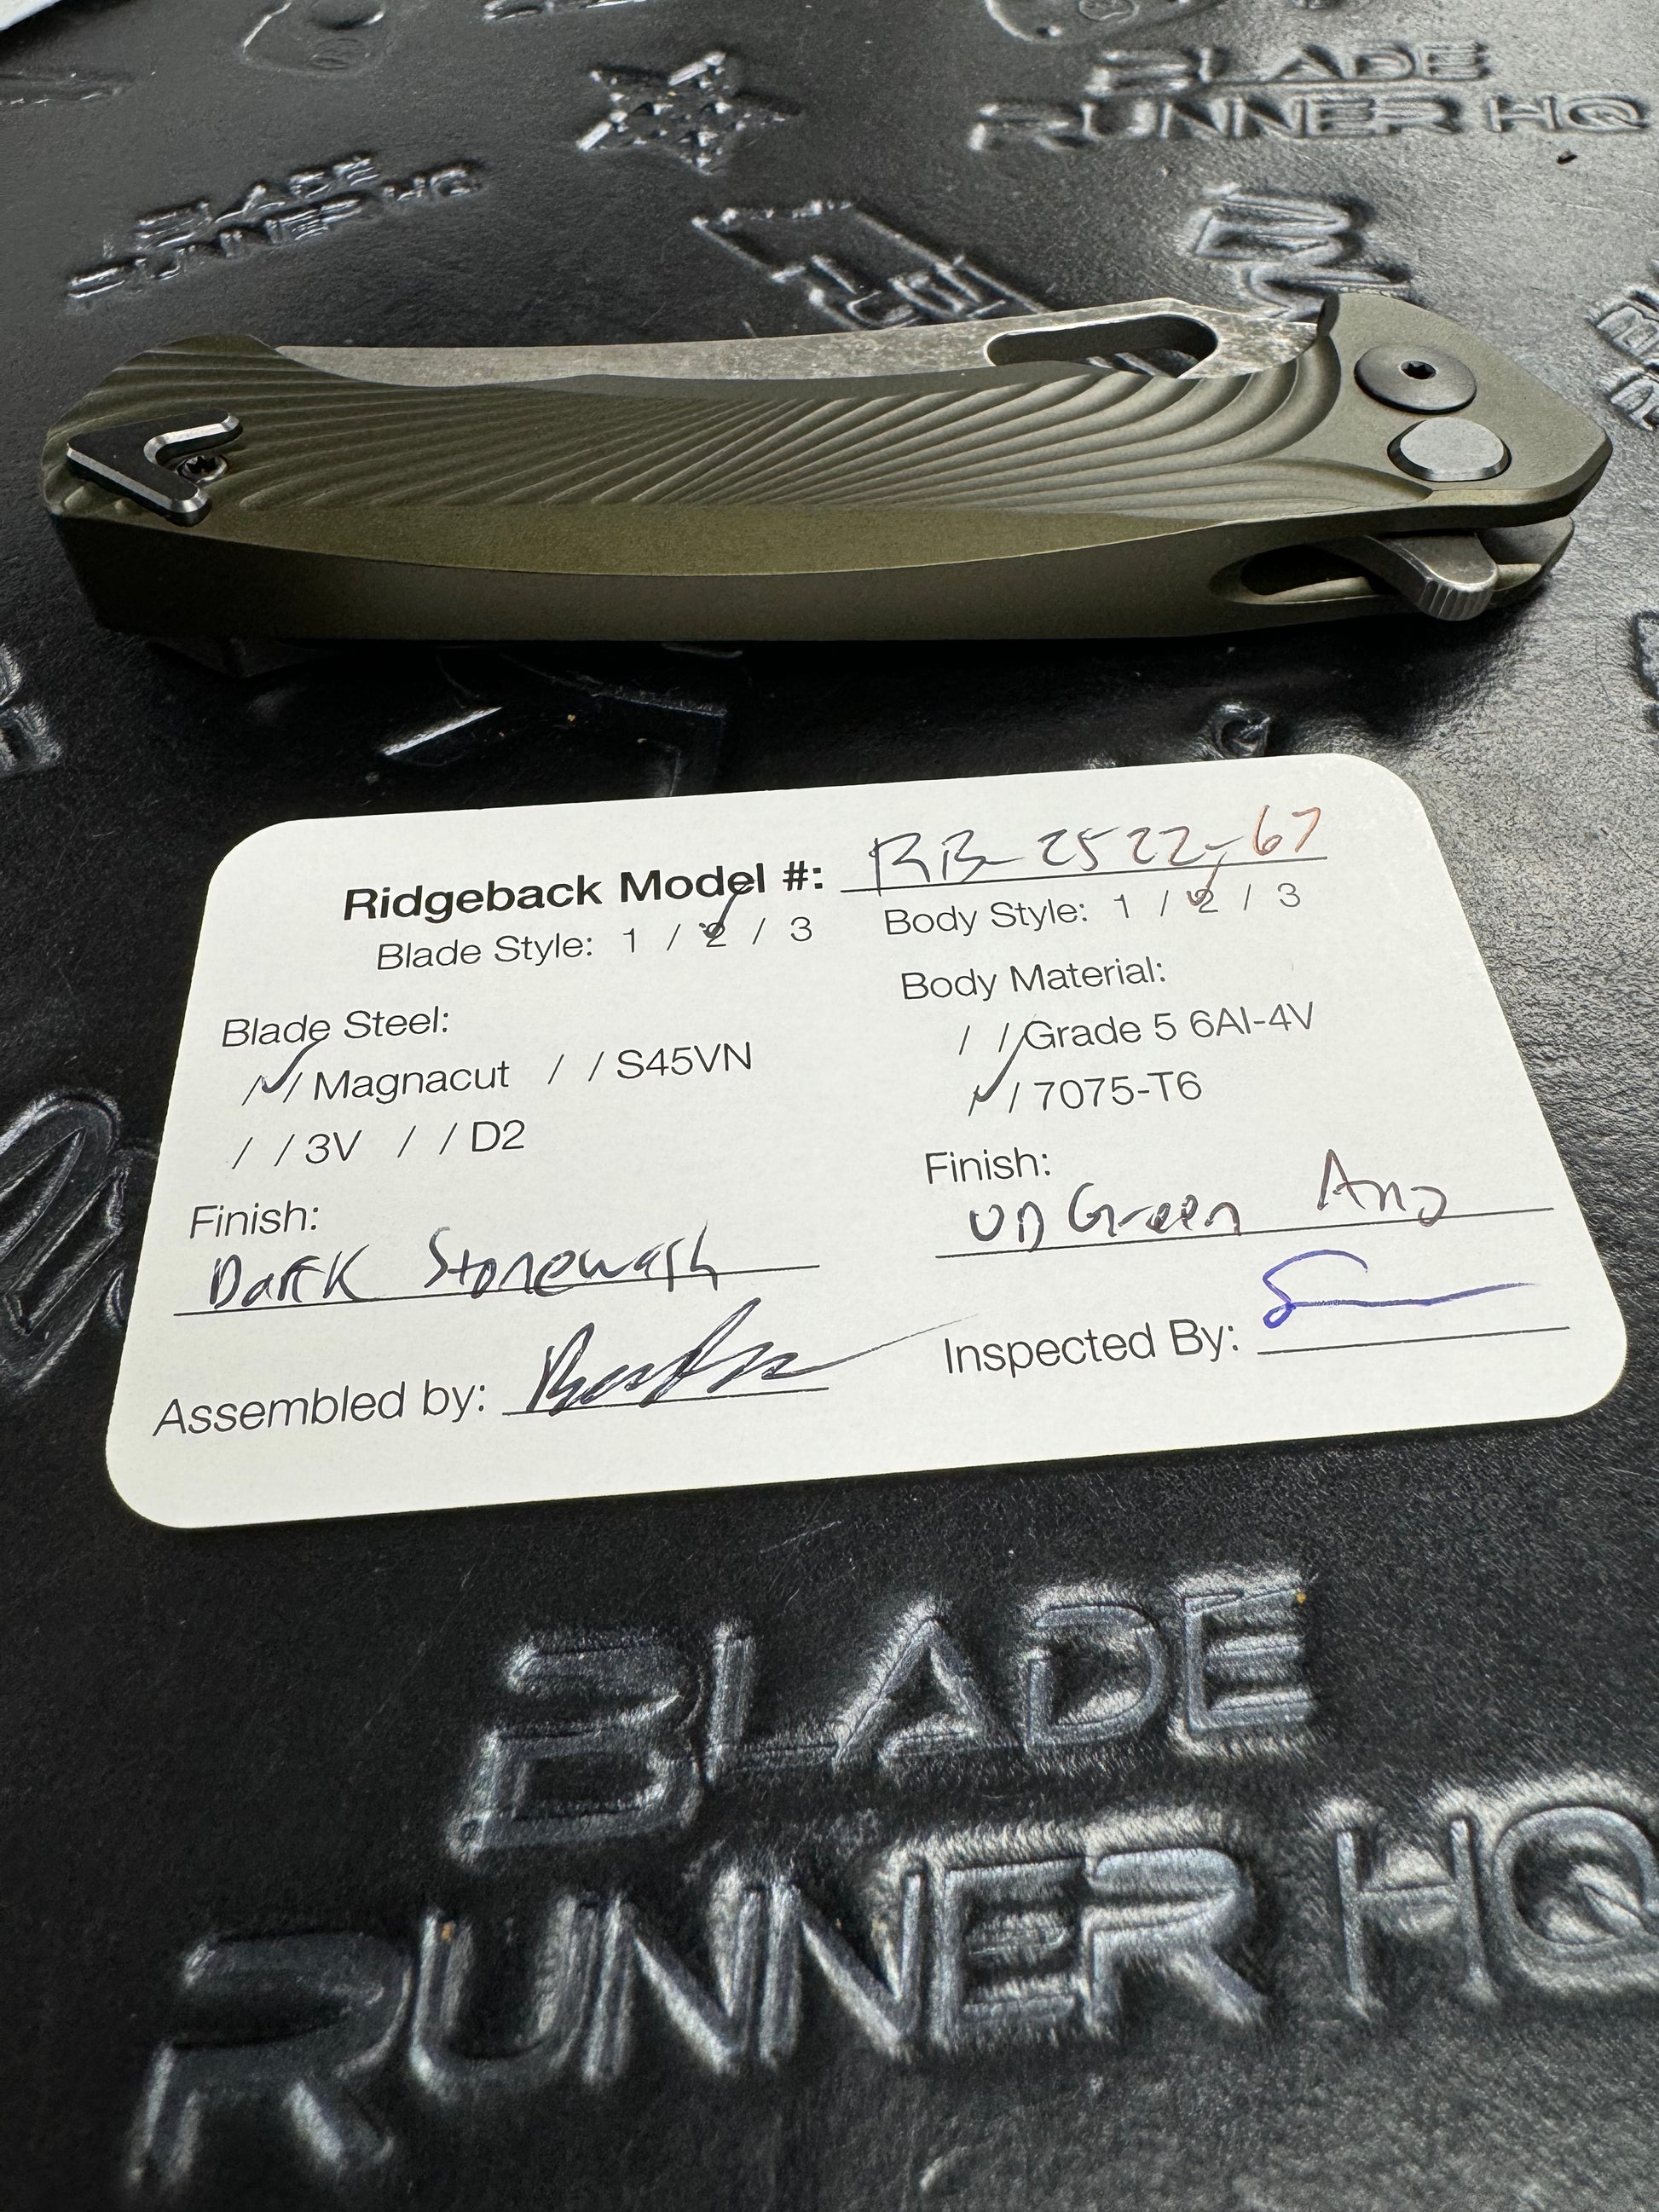 BLADE
RUNNER HQ
BLADE
RUNNER HQ
Ridgeback Model #: RB-2522-67
Blade Style: 1 / 2 / 3 Body Style: 1 / 2 / 3
Blade Steel: Body Material:
/ / Magnacut / / S45VN / / Grade 5 6Al-4V
/ / 3V / / D2 / / 7075-T6
Finish: Finish:
Dark Stonewash OD Green Ano
Assembled by: Inspected By:
BLADE
RUNNER HQ